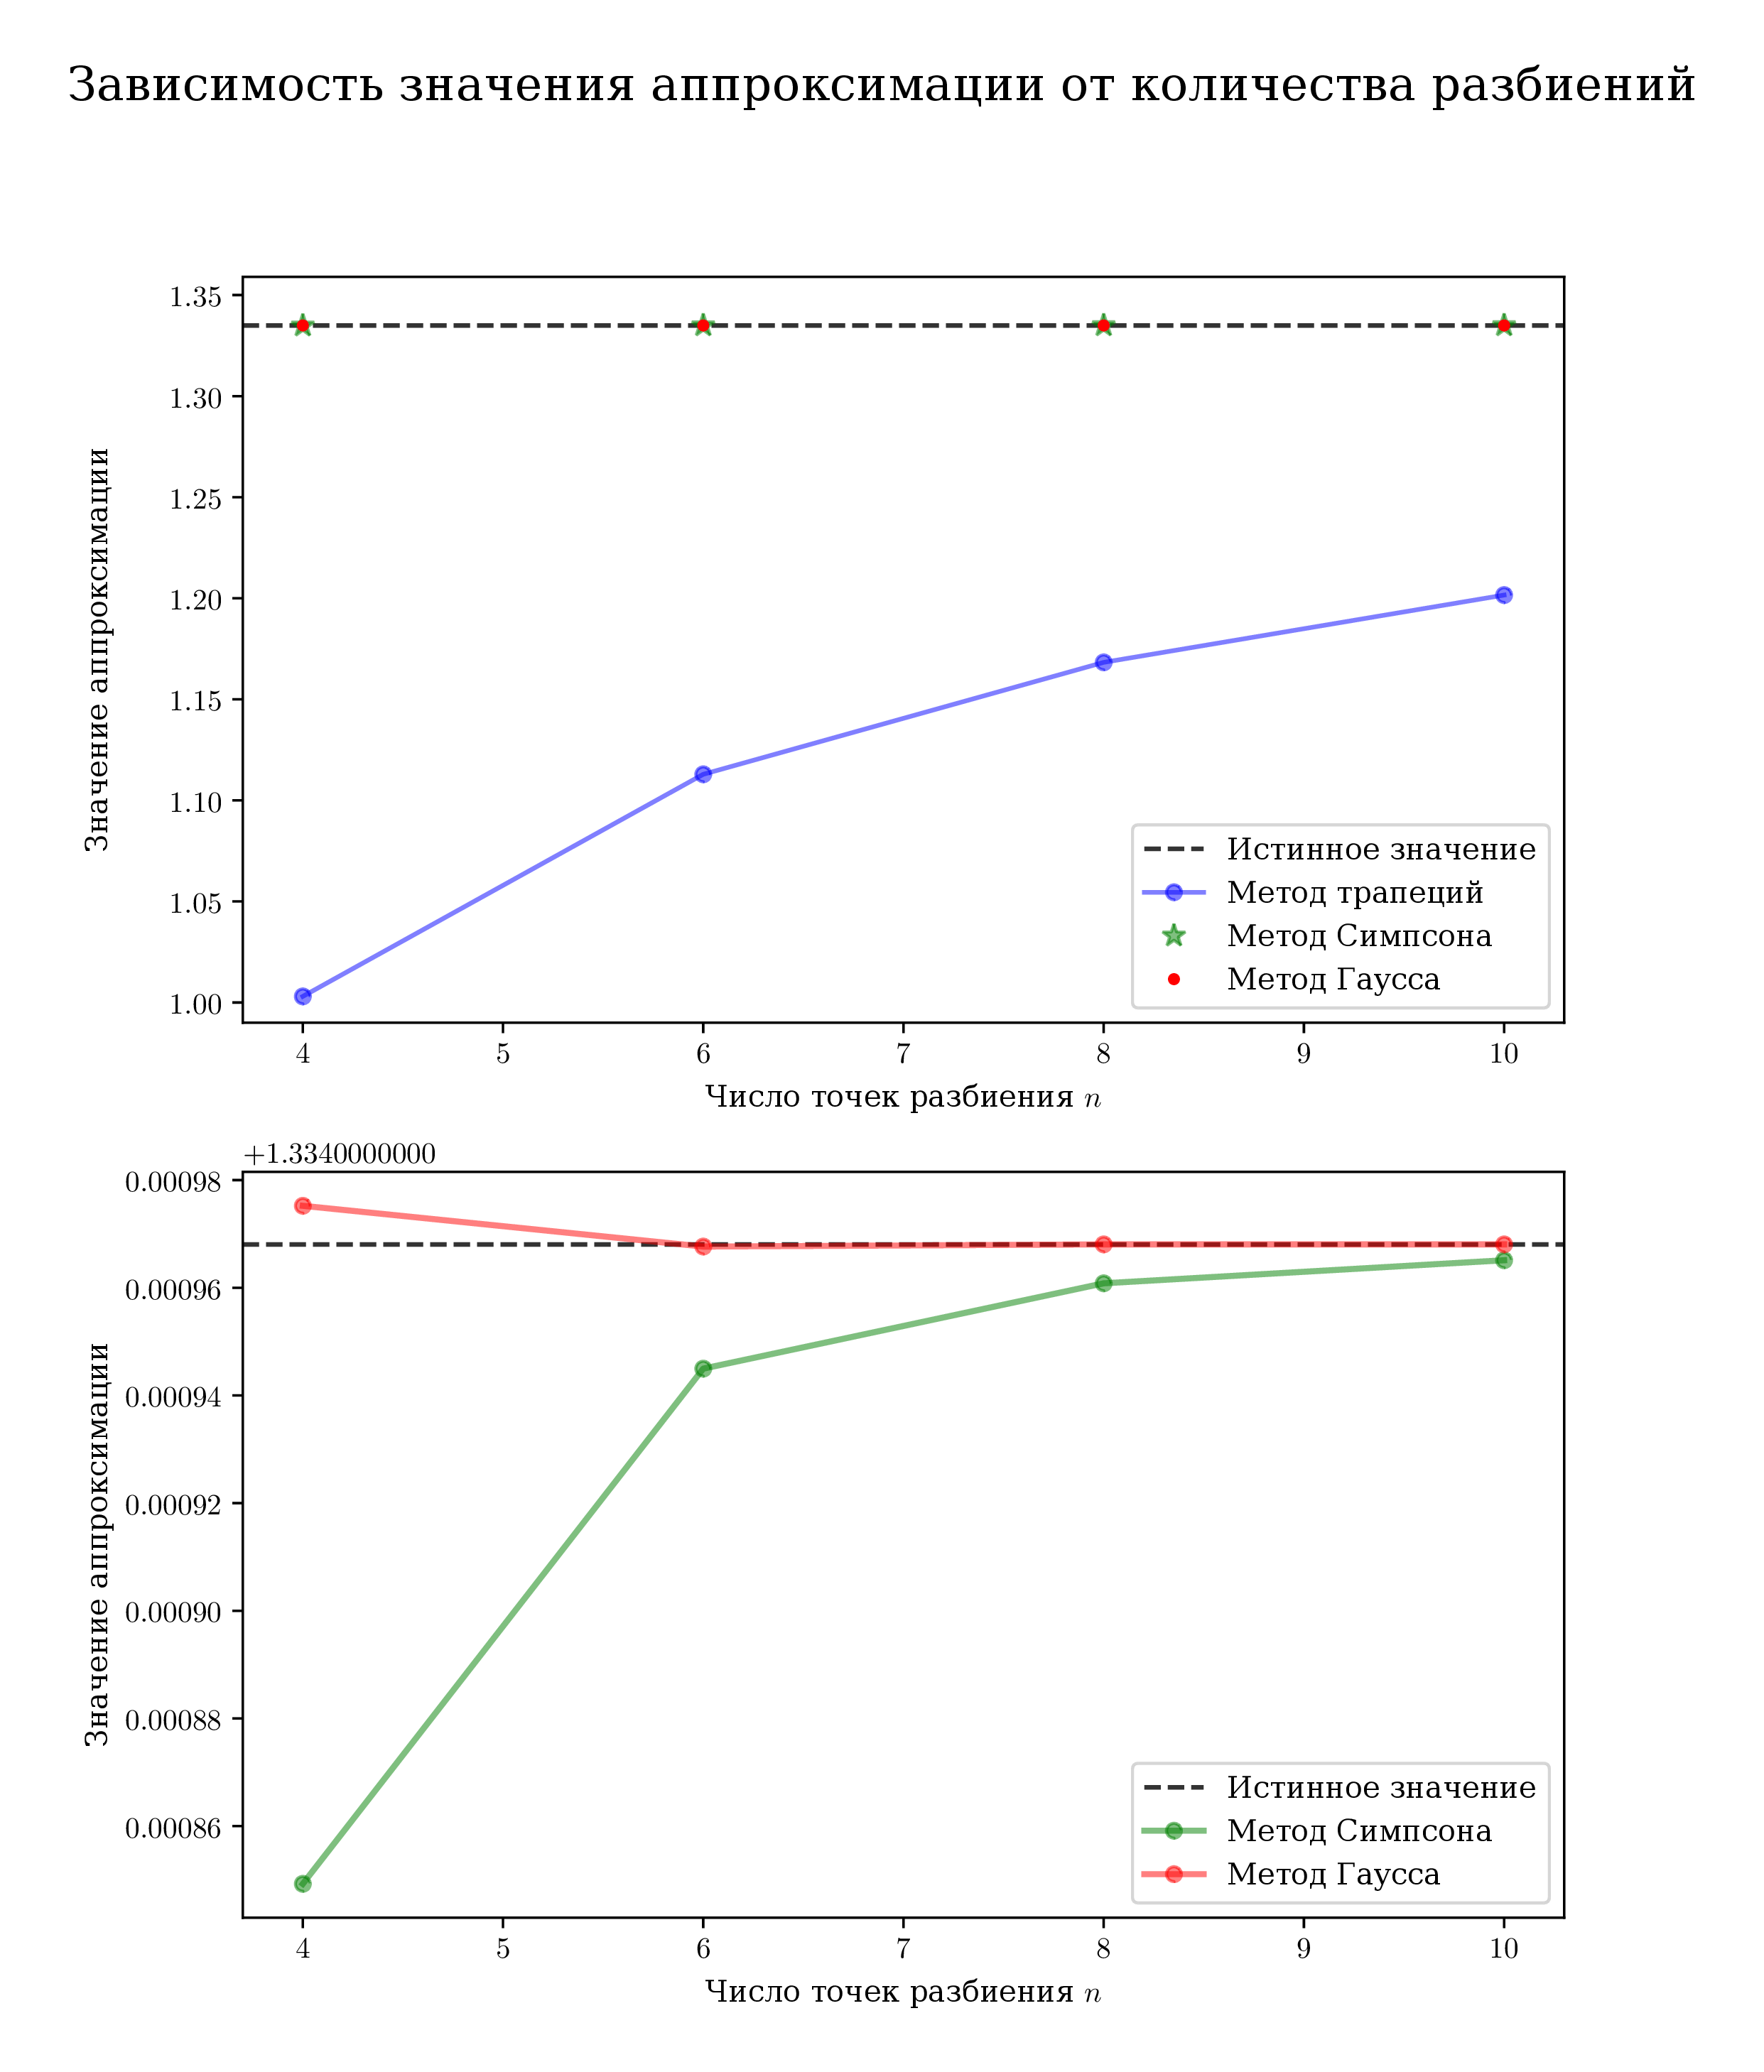 Зависимость значения аппроксимации от количества разбиений
Значение аппроксимации
1.35
1.30
1.25
1.20
1.15
1.10
1.05
1.00
Истинное значение
Метод трапеций
Метод Симпсона
Метод Гаусса
4 5 6 7 8 9 10
Число точек разбиения n
+1.3340000000
Значение аппроксимации
0.00098
0.00096
0.00094
0.00092
0.00090
0.00088
0.00086
Истинное значение
Метод Симпсона
Метод Гаусса
4 5 6 7 8 9 10
Число точек разбиения n